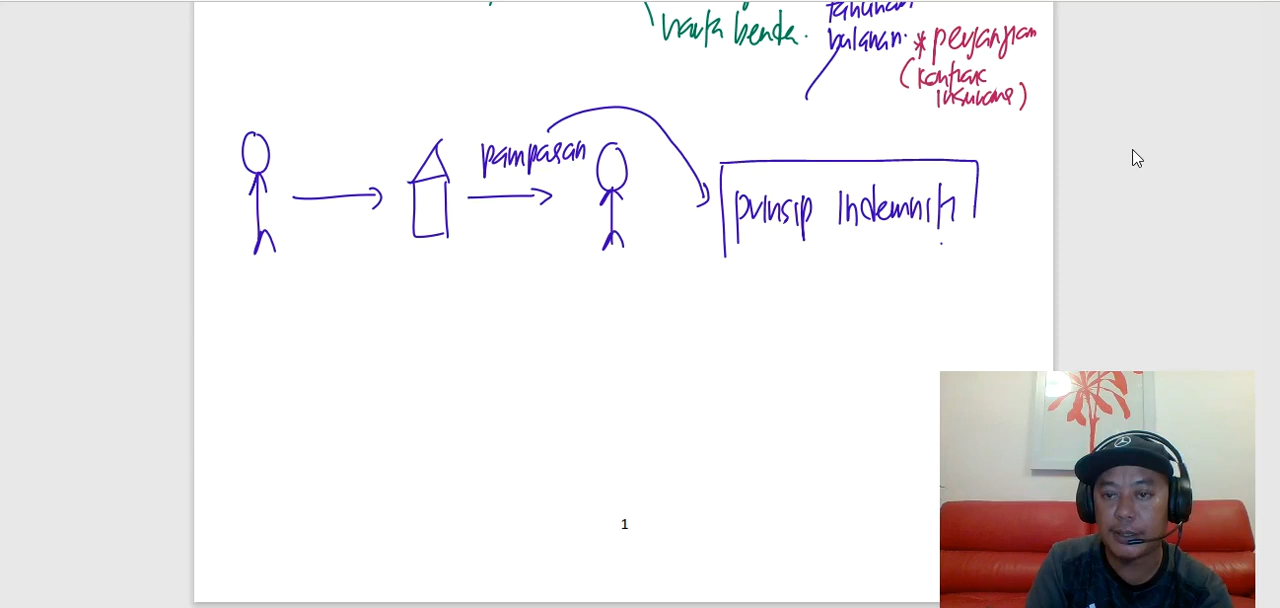 harta benda.
bulanan.
* perjanjian
(kontrak
insurans)
pampasan
prinsip Indemniti
1